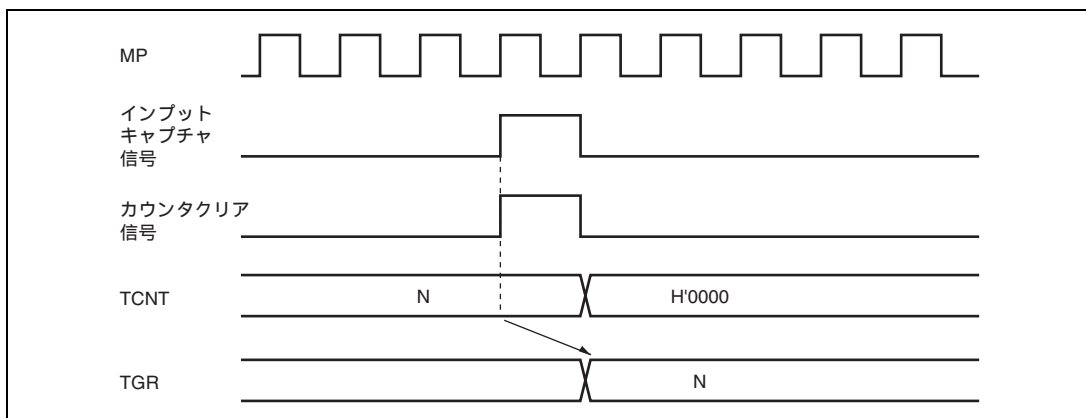 MP
インプット
キャプチャ
信号
カウンタクリア
信号
TCNT
N
H'0000
TGR
N